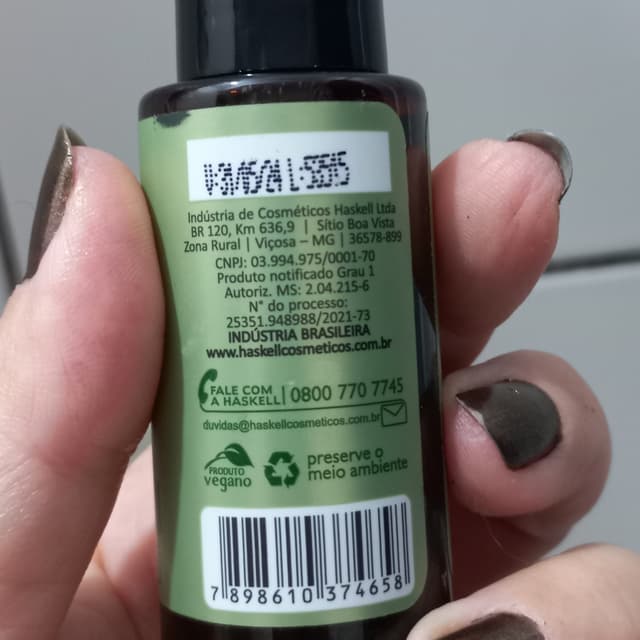 V-31/05/24 L-53515
Indústria de Cosméticos Haskell Ltda
BR 120, Km 636,9 | Sítio Boa Vista
Zona Rural | Viçosa – MG | 36578-899
CNPJ: 03.994.975/0001-70
Produto notificado Grau 1
Autoriz. MS: 2.04.215-6
N° do processo:
25351.948988/2021-73
INDÚSTRIA BRASILEIRA
www.haskellcosmeticos.com.br
FALE COM
A HASKELL | 0800 770 7745
duvidas@haskellcosmeticos.com.br
PRODUTO
vegano
preserve o
meio ambiente
7 898610 374658